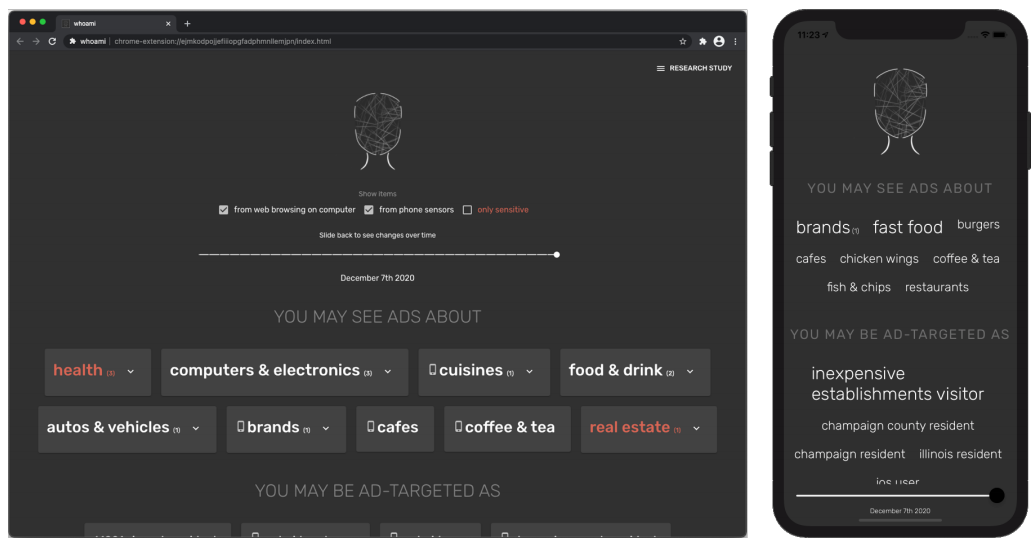 whoami
whoami | chrome-extension://ejmkodpojjefiiiopgfadphmnllemjpn/index.html
RESEARCH STUDY
Show items
from web browsing on computer from phone sensors only sensitive
Slide back to see changes over time
December 7th 2020
YOU MAY SEE ADS ABOUT
health (3) computers & electronics (3) cuisines (1) food & drink (2)
autos & vehicles (1) brands (1) cafes coffee & tea real estate (1)
YOU MAY BE AD-TARGETED AS
11:23
YOU MAY SEE ADS ABOUT
brands (1) fast food burgers
cafes chicken wings coffee & tea
fish & chips restaurants
YOU MAY BE AD-TARGETED AS
inexpensive
establishments visitor
champaign county resident
champaign resident illinois resident
ios user
December 7th 2020